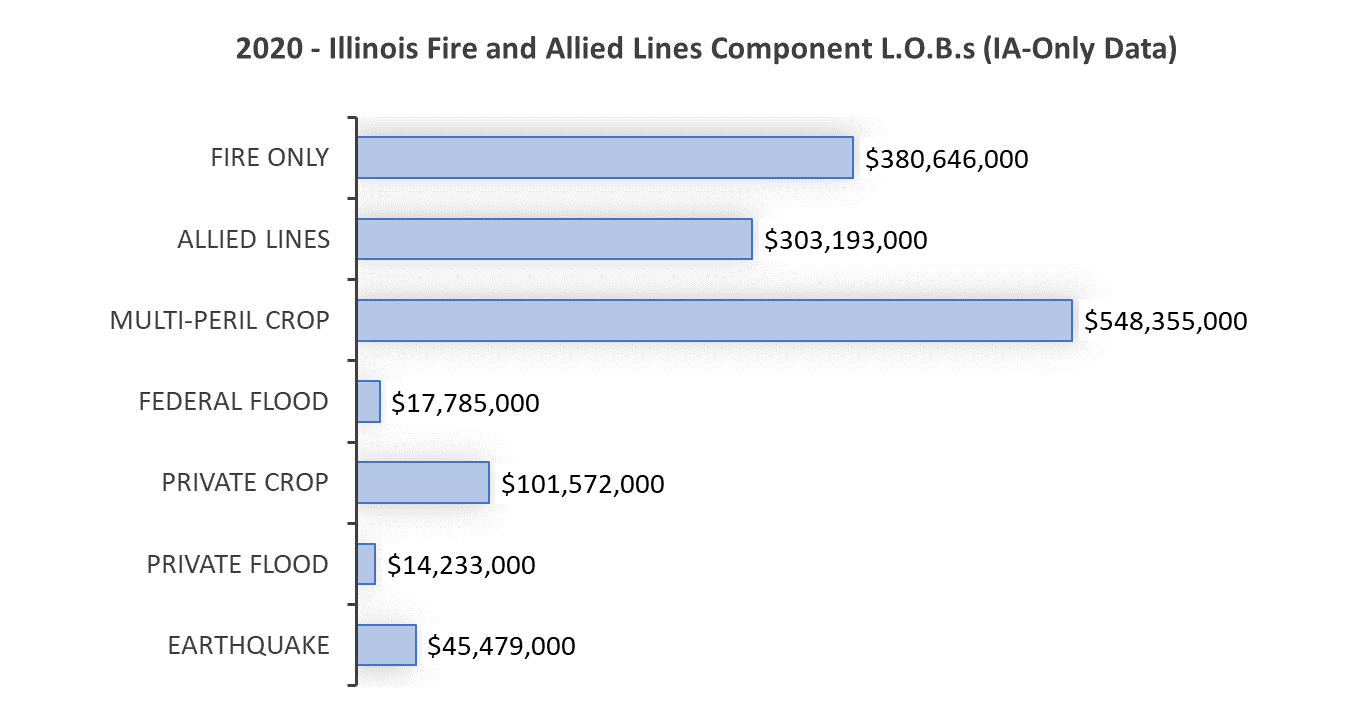 2020 - Illinois Fire and Allied Lines Component L.O.B.s (IA-Only Data)
FIRE ONLY $380,646,000
ALLIED LINES $303,193,000
MULTI-PERIL CROP $548,355,000
FEDERAL FLOOD $17,785,000
PRIVATE CROP $101,572,000
PRIVATE FLOOD $14,233,000
EARTHQUAKE $45,479,000